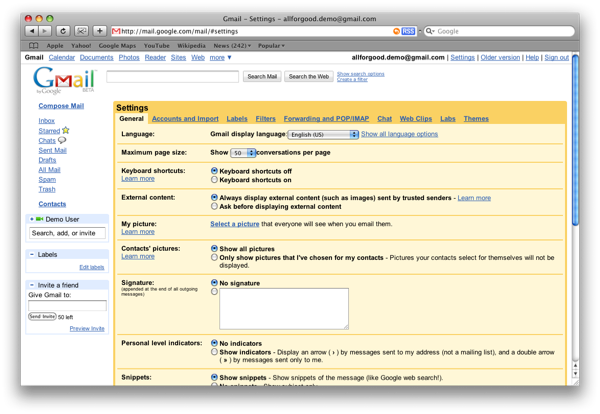 Gmail - Settings - allforgood.demo@gmail.com
http://mail.google.com/mail/#settings
RSS
Google
Apple Yahoo! Google Maps YouTube Wikipedia News (242) Popular
Gmail Calendar Documents Photos Reader Sites Web more ▼
allforgood.demo@gmail.com | Settings | Older version | Help | Sign out
Gmail
by Google BETA
Search Mail
Search the Web
Show search options
Create a filter
Compose Mail
Inbox
Starred
Chats
Sent Mail
Drafts
All Mail
Spam
Trash
Contacts
Demo User
Search, add, or invite
Labels
Edit labels
Invite a friend
Give Gmail to:
Send Invite 50 left
Preview Invite
Settings
General Accounts and Import Labels Filters Forwarding and POP/IMAP Chat Web Clips Labs Themes
Language: Gmail display language: English (US) Show all language options
Maximum page size: Show 50 conversations per page
Keyboard shortcuts:
Learn more
Keyboard shortcuts off
Keyboard shortcuts on
External content:
Always display external content (such as images) sent by trusted senders - Learn more
Ask before displaying external content
My picture:
Learn more
Select a picture that everyone will see when you email them.
Contacts' pictures:
Learn more
Show all pictures
Only show pictures that I've chosen for my contacts - Pictures your contacts select for themselves will not be
displayed.
Signature:
(appended at the end of all outgoing
messages)
No signature
Personal level indicators:
No indicators
Show indicators - Display an arrow ( › ) by messages sent to my address (not a mailing list), and a double
arrow ( » ) by messages sent only to me.
Snippets:
Show snippets - Show snippets of the message (like Google web search!).
No snippets - Show subject only.